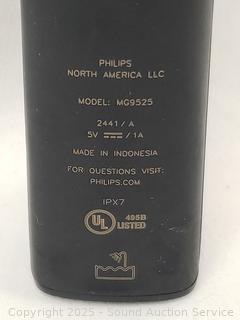 PHILIPS
NORTH AMERICA LLC
MODEL: MG9525
2441 / A
5V ⎓ / 1A
MADE IN INDONESIA
FOR QUESTIONS VISIT:
PHILIPS.COM
IPX7
UL 495B
LISTED
Copyright 2025 - Sound Auction Service